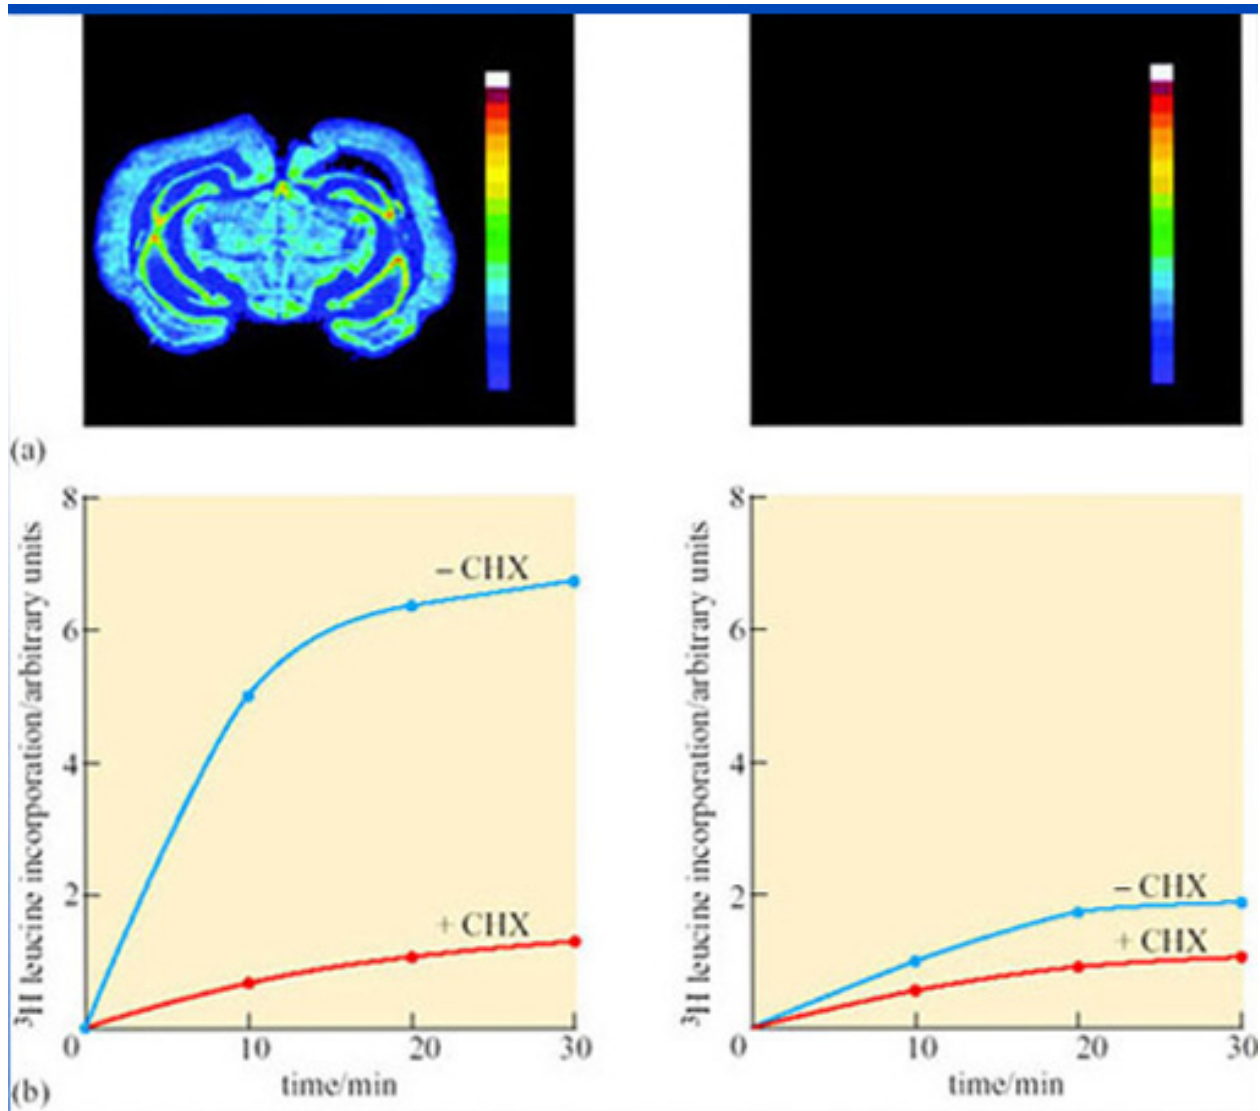 (a)
8
6
4
2
0
10
20
30
³H leucine incorporation/arbitrary units
– CHX
+ CHX
time/min
8
6
4
2
0
10
20
30
³H leucine incorporation/arbitrary units
– CHX
+ CHX
time/min
(b)